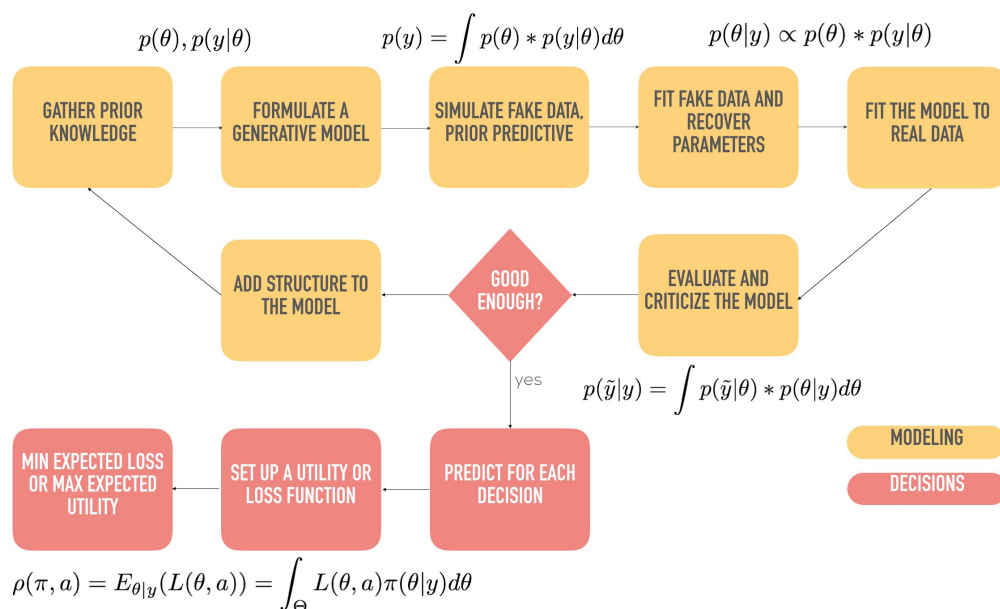 p(θ), p(y|θ)
p(y) = ∫ p(θ) * p(y|θ)dθ
p(θ|y) ∝ p(θ) * p(y|θ)
GATHER PRIOR
KNOWLEDGE
FORMULATE A
GENERATIVE MODEL
SIMULATE FAKE DATA,
PRIOR PREDICTIVE
FIT FAKE DATA AND
RECOVER
PARAMETERS
FIT THE MODEL TO
REAL DATA
ADD STRUCTURE TO
THE MODEL
GOOD
ENOUGH?
EVALUATE AND
CRITICIZE THE MODEL
yes
p(ỹ|y) = ∫ p(ỹ|θ) * p(θ|y)dθ
MIN EXPECTED LOSS
OR MAX EXPECTED
UTILITY
SET UP A UTILITY OR
LOSS FUNCTION
PREDICT FOR EACH
DECISION
MODELING
DECISIONS
ρ(π, a) = E_{θ|y}(L(θ, a)) = ∫_Θ L(θ, a)π(θ|y)dθ